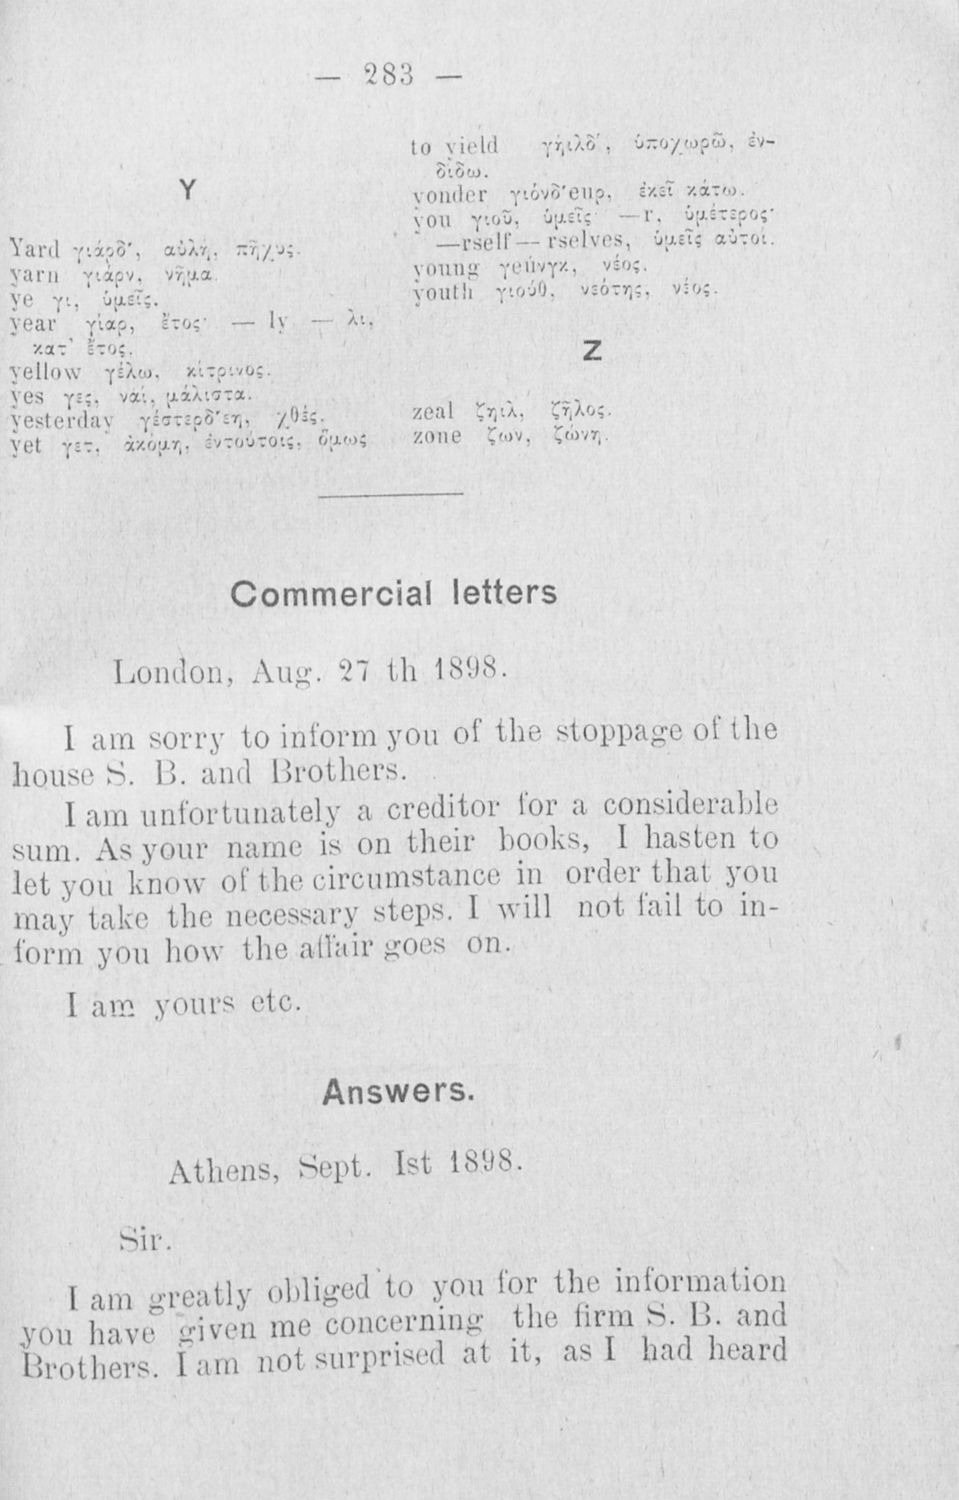 — 283 —
Y
Yard γιάρδ', αὐλή, πῆχυς.
yarn γιάρν, νῆμα.
ye γι, ὑμεῖς.
year γίαρ, ἔτος· — ly — λι,
κατ' ἔτος.
yellow γέλω, κίτρινος.
yes γες, ναί, μάλιστα.
yesterday γέστερδ'εη, χθές.
yet γετ, ἀκόμη, ἐντούτοις, ὅμως
to yield γήιλδ', ὑποχωρῶ, ἐν-
δίδω.
yonder γιόνδ'ευρ, ἐκεῖ κάτω.
you γιοῦ, ὑμεῖς —r, ὑμέτερος·
—rself— rselves, ὑμεῖς αὐτοί.
young γεύνγκ, νέος.
youth γιούθ, νεότης, νέος.
Z
zeal ζηιλ, ζῆλος.
zone ζων, ζώνη.
Commercial letters
London, Aug. 27 th 1898.
I am sorry to inform you of the stoppage of the
house S. B. and Brothers.
I am unfortunately a creditor for a considerable
sum. As your name is on their books, I hasten to
let you know of the circumstance in order that you
may take the necessary steps. I will not fail to in-
form you how the affair goes on.
I am yours etc.
Answers.
Athens, Sept. Ist 1898.
Sir.
I am greatly obliged to you for the information
you have given me concerning the firm S. B. and
Brothers. I am not surprised at it, as I had heard